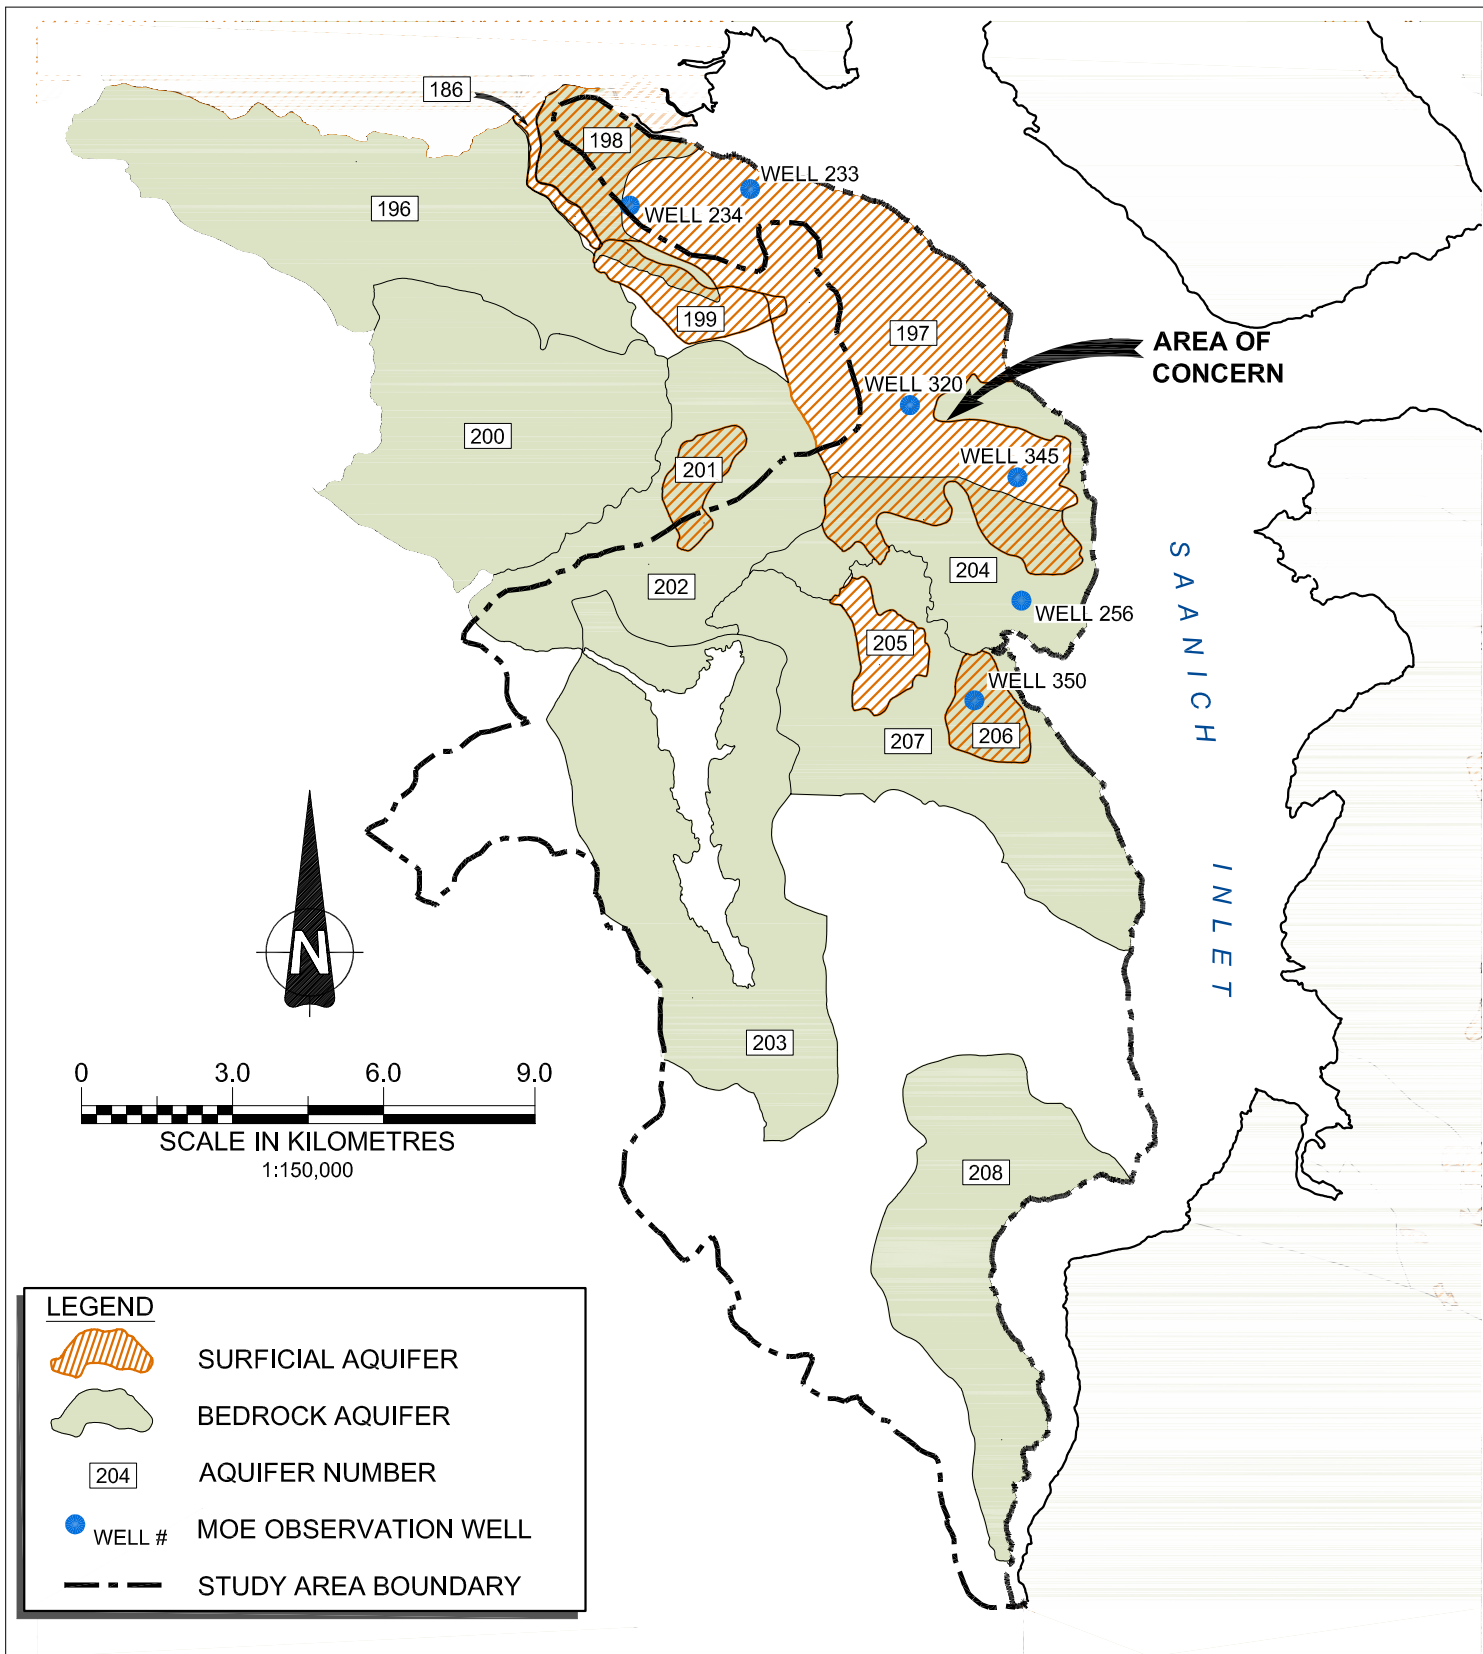 186
198
WELL 233
196
WELL 234
199
197
AREA OF
CONCERN
WELL 320
200
201
WELL 345
202
204
WELL 256
205
WELL 350
207
206
SAANICH
INLET
N
203
0 3.0 6.0 9.0
SCALE IN KILOMETRES
1:150,000
208
LEGEND
SURFICIAL AQUIFER
BEDROCK AQUIFER
204 AQUIFER NUMBER
WELL # MOE OBSERVATION WELL
STUDY AREA BOUNDARY